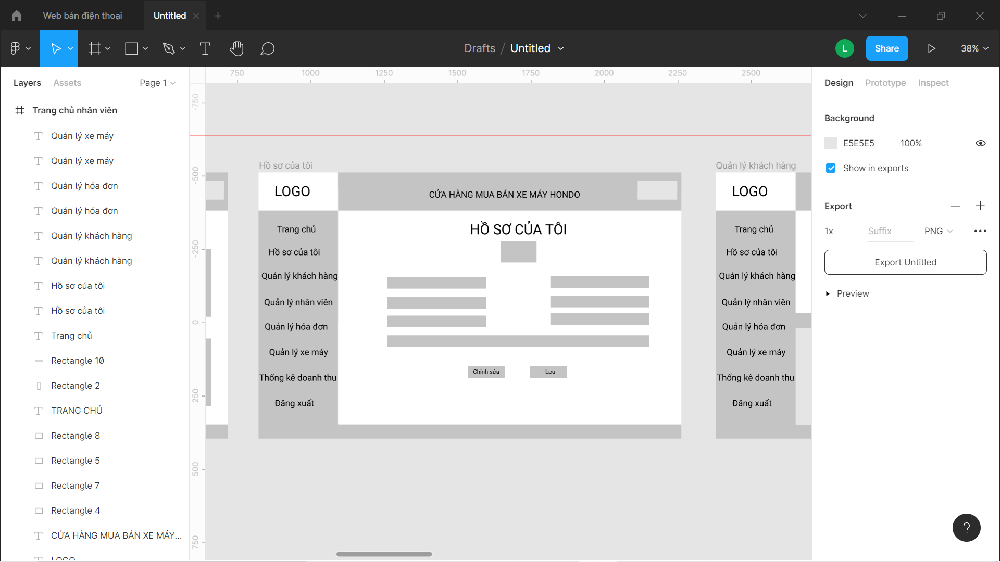 Web bán điện thoại
Untitled
Drafts / Untitled
L
Share
38%
Layers
Assets
Page 1
Trang chủ nhân viên
Quản lý xe máy
Quản lý xe máy
Quản lý hóa đơn
Quản lý hóa đơn
Quản lý khách hàng
Quản lý khách hàng
Hồ sơ của tôi
Hồ sơ của tôi
Trang chủ
Rectangle 10
Rectangle 2
TRANG CHỦ
Rectangle 8
Rectangle 5
Rectangle 7
Rectangle 4
CỬA HÀNG MUA BÁN XE MÁY...
LOGO
750 1000 1250 1500 1750 2000 2250 2500
-750
-500
-250
0
250
500
750
Hồ sơ của tôi
LOGO
CỬA HÀNG MUA BÁN XE MÁY HONDO
Trang chủ
Hồ sơ của tôi
Quản lý khách hàng
Quản lý nhân viên
Quản lý hóa đơn
Quản lý xe máy
Thống kê doanh thu
Đăng xuất
HỒ SƠ CỦA TÔI
Chỉnh sửa
Lưu
Quản lý khách hàng
LOGO
Trang chủ
Hồ sơ của tôi
Quản lý khách hàng
Quản lý nhân viên
Quản lý hóa đơn
Quản lý xe máy
Thống kê doanh thu
Đăng xuất
Design
Prototype
Inspect
Background
E5E5E5
100%
Show in exports
Export
1x
Suffix
PNG
Export Untitled
Preview
?